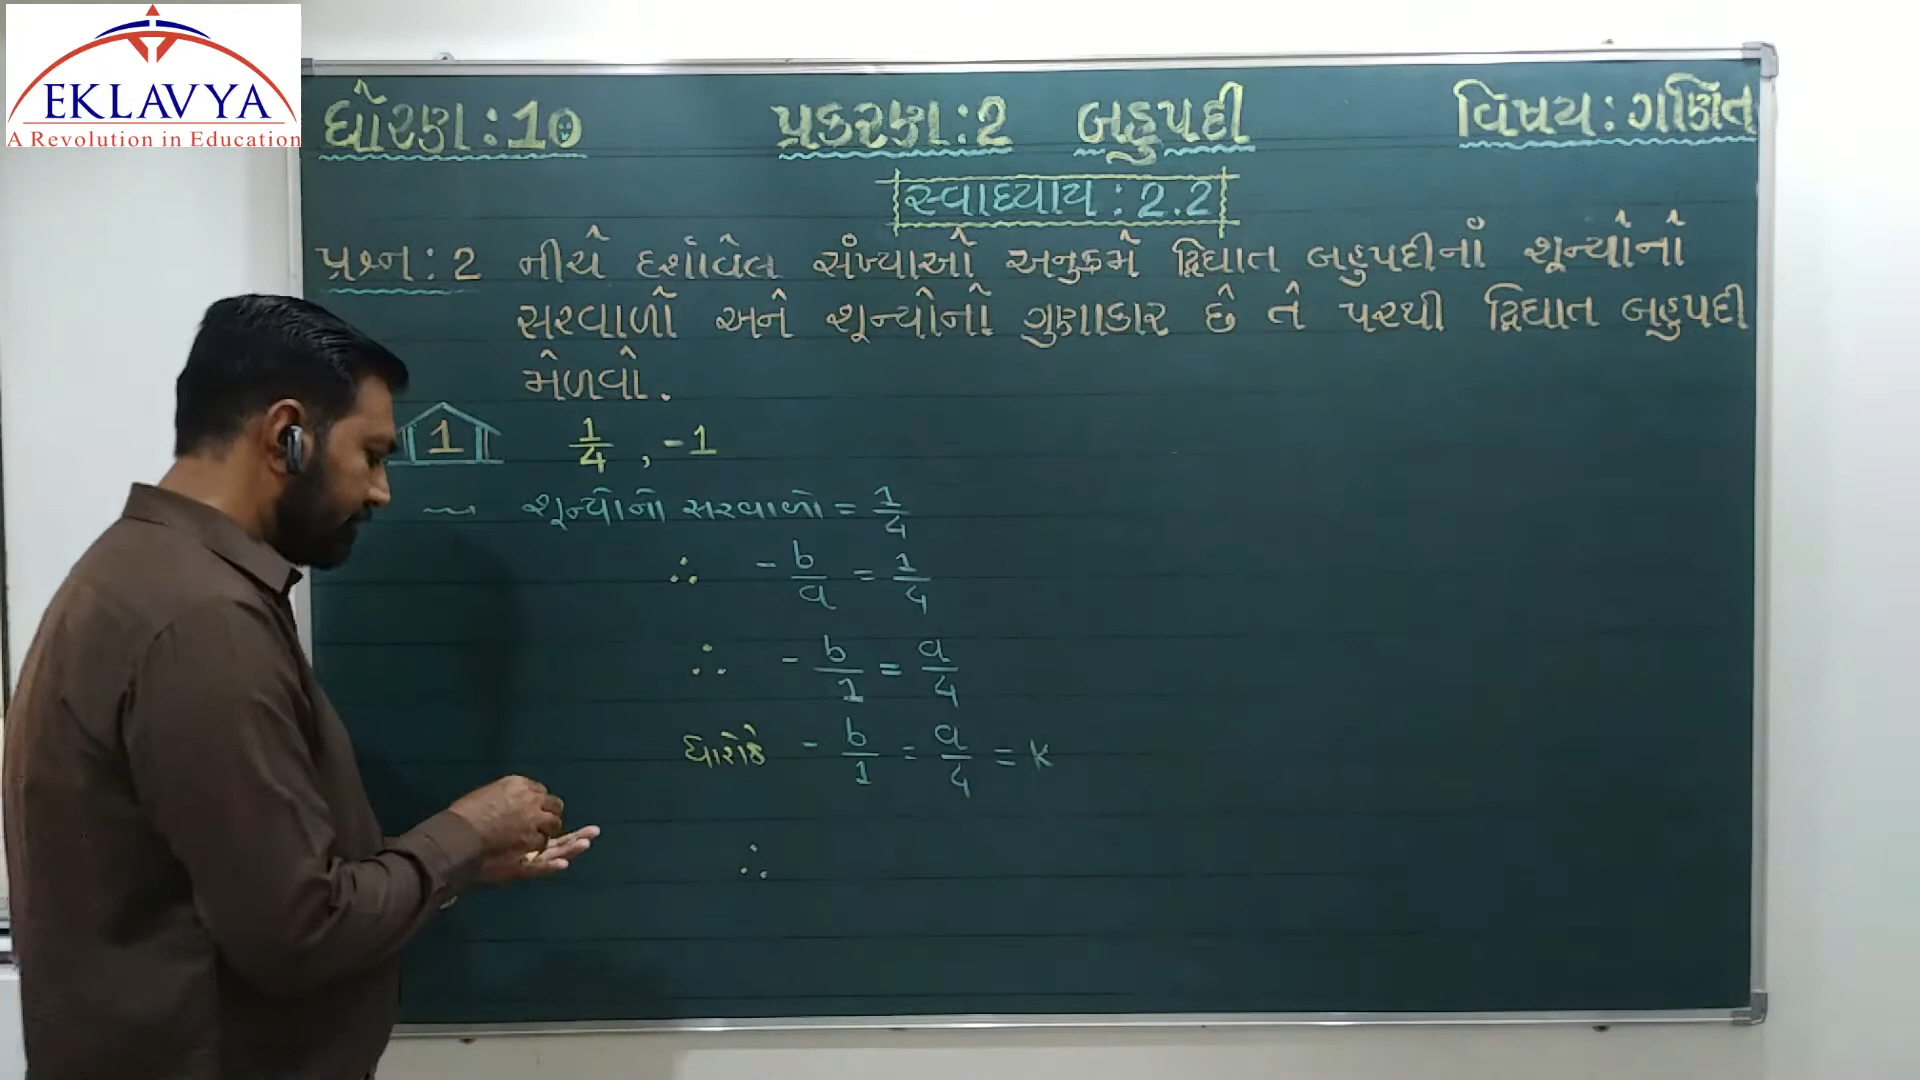 EKLAVYA
A Revolution in Education
ધોરણ : 10 પ્રકરણ : 2 બહુપદી વિષય : ગણિત
સ્વાધ્યાય : 2.2
પ્રશ્ન : 2 નીચે દર્શાવેલ સંખ્યાઓ અનુક્રમે દ્વિઘાત બહુપદીનાં શૂન્યોનો
સરવાળો અને શૂન્યોનો ગુણાકાર છે તે પરથી દ્વિઘાત બહુપદી
મેળવો.
1 1/4 , -1
શૂન્યોનો સરવાળો = 1/4
∴ - b/a = 1/4
∴ - b/1 = a/4
ધારોકે - b/1 = a/4 = k
∴